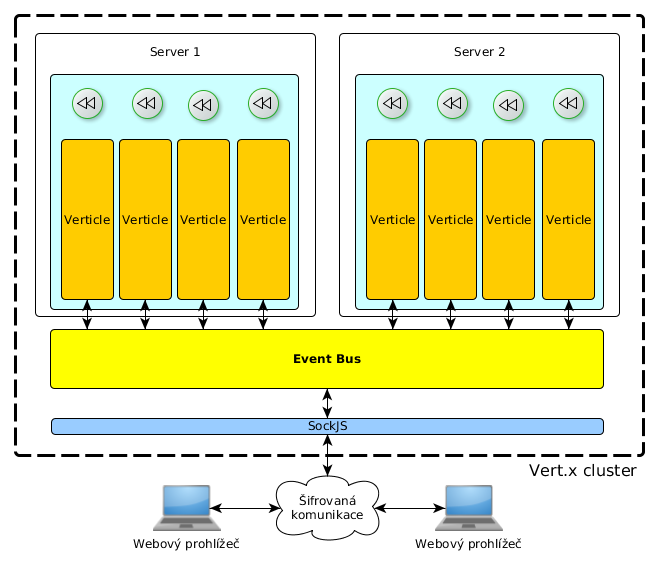 Server 1
Server 2
Verticle Verticle Verticle Verticle
Verticle Verticle Verticle Verticle
Event Bus
SockJS
Vert.x cluster
Šifrovaná
komunikace
Webový prohlížeč
Webový prohlížeč